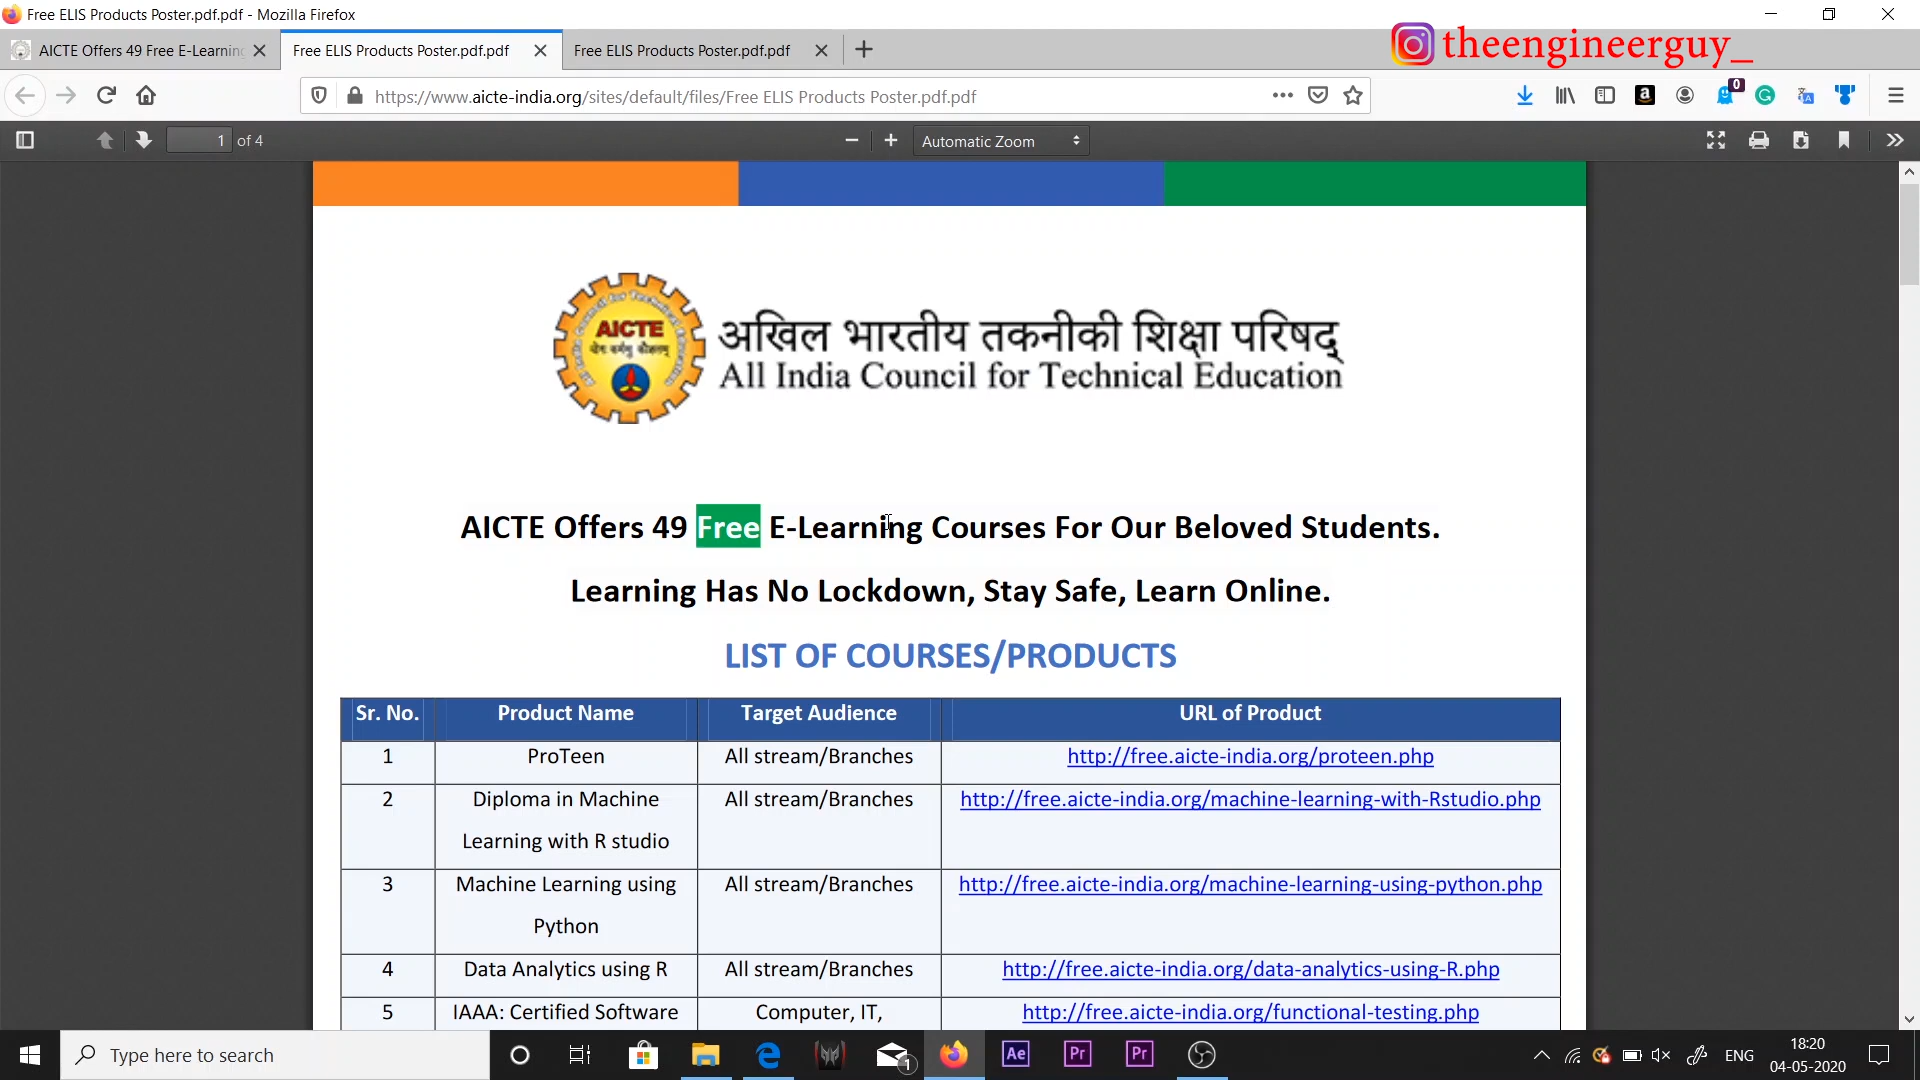 Free ELIS Products Poster.pdf.pdf - Mozilla Firefox
theengineerguy_
AICTE Offers 49 Free E-Learning
Free ELIS Products Poster.pdf.pdf
Free ELIS Products Poster.pdf.pdf
https://www.aicte-india.org/sites/default/files/Free ELIS Products Poster.pdf.pdf
0
1 of 4
Automatic Zoom
AICTE
अखिल भारतीय तकनीकी शिक्षा परिषद्
All India Council for Technical Education
AICTE Offers 49 Free E-Learning Courses For Our Beloved Students.
Learning Has No Lockdown, Stay Safe, Learn Online.
LIST OF COURSES/PRODUCTS
Sr. No. Product Name Target Audience URL of Product
1 ProTeen All stream/Branches http://free.aicte-india.org/proteen.php
2 Diploma in Machine All stream/Branches http://free.aicte-india.org/machine-learning-with-Rstudio.php
Learning with R studio
3 Machine Learning using All stream/Branches http://free.aicte-india.org/machine-learning-using-python.php
Python
4 Data Analytics using R All stream/Branches http://free.aicte-india.org/data-analytics-using-R.php
5 IAAA: Certified Software Computer, IT, http://free.aicte-india.org/functional-testing.php
Type here to search
1
Ae
Pr
Pr
ENG
18:20
04-05-2020